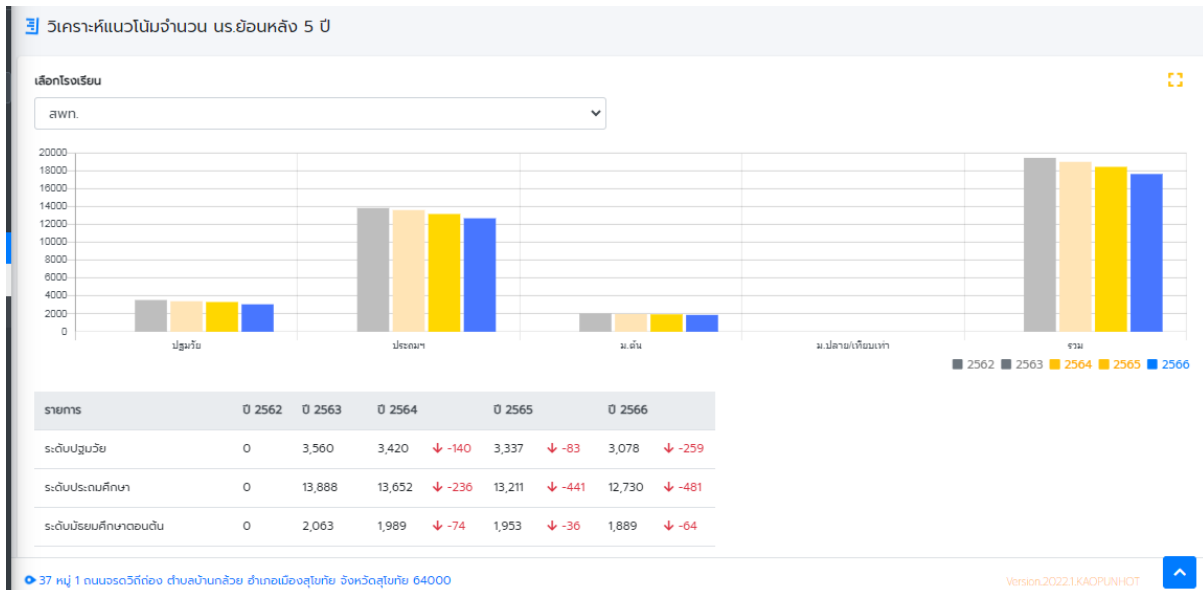 วิเคราะห์แนวโน้มจำนวน นร.ย้อนหลัง 5 ปี
เลือกโรงเรียน
สพท.
20000
18000
16000
14000
12000
10000
8000
6000
4000
2000
0
ปฐมวัย ประถมฯ ม.ต้น ม.ปลาย/เทียบเท่า รวม
2562 2563 2564 2565 2566
รายการ ปี 2562 ปี 2563 ปี 2564 ปี 2565 ปี 2566
ระดับปฐมวัย 0 3,560 3,420 -140 3,337 -83 3,078 -259
ระดับประถมศึกษา 0 13,888 13,652 -236 13,211 -441 12,730 -481
ระดับมัธยมศึกษาตอนต้น 0 2,063 1,989 -74 1,953 -36 1,889 -64
37 หมู่ 1 ถนนจรดวิถีถ่อง ตำบลบ้านกล้วย อำเภอเมืองสุโขทัย จังหวัดสุโขทัย 64000
Version.2022.1.KAOPUNHOT